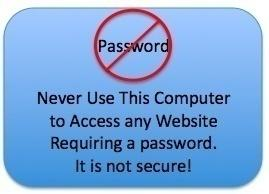 Password
Never Use This Computer
to Access any Website
Requiring a password.
It is not secure!